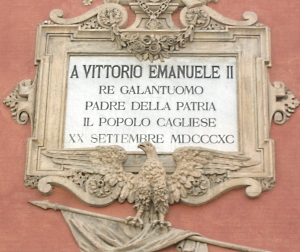 A VITTORIO EMANUELE II
RE GALANTUOMO
PADRE DELLA PATRIA
IL POPOLO CAGLIESE
XX SETTEMBRE MDCCCXC